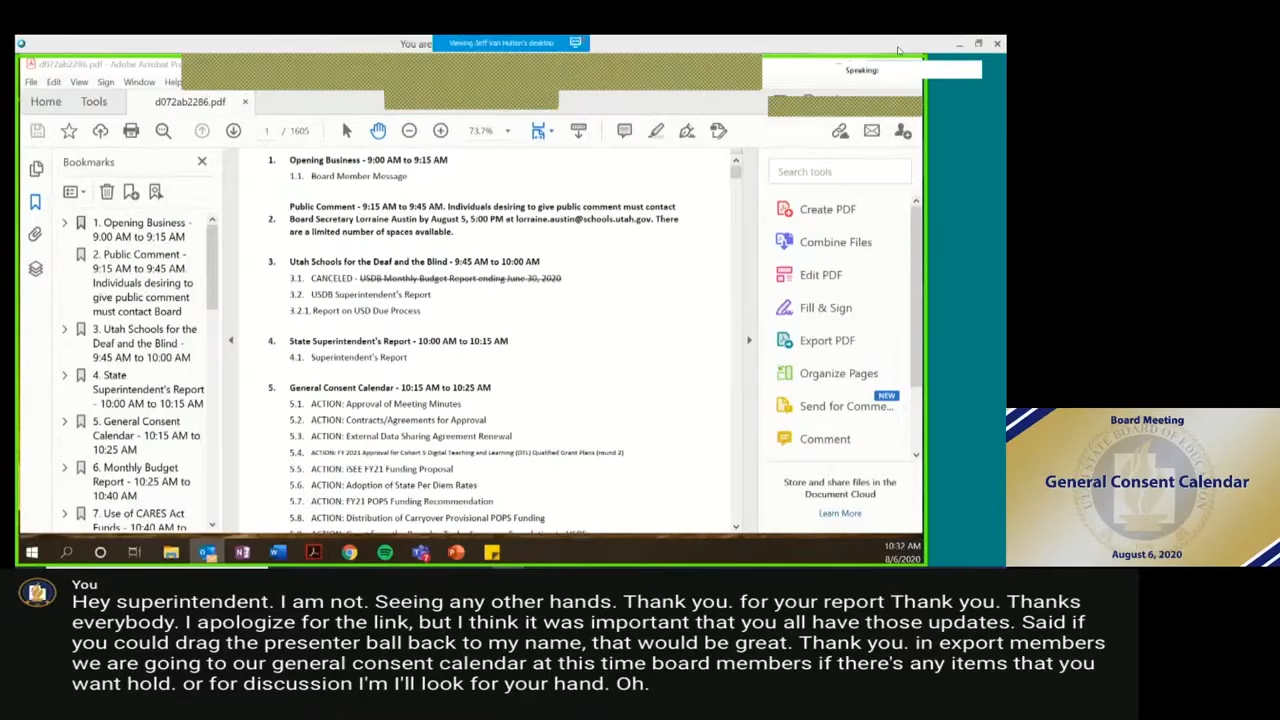 You are
Viewing Jeff Van Hulton's desktop
d072ab2286.pdf - Adobe Acrobat Pro
Speaking:
File Edit View Sign Window Help
Home Tools d072ab2286.pdf ×
1 / 1605 73.7%
Bookmarks
1. Opening Business -
9:00 AM to 9:15 AM
2. Public Comment -
9:15 AM to 9:45 AM.
Individuals desiring to
give public comment
must contact Board
3. Utah Schools for the
Deaf and the Blind -
9:45 AM to 10:00 AM
4. State
Superintendent's Report
- 10:00 AM to 10:15 AM
5. General Consent
Calendar - 10:15 AM to
10:25 AM
6. Monthly Budget
Report - 10:25 AM to
10:40 AM
7. Use of CARES Act
Funds - 10:40 AM to
1. Opening Business - 9:00 AM to 9:15 AM
1.1. Board Member Message
Public Comment - 9:15 AM to 9:45 AM. Individuals desiring to give public comment must contact
2. Board Secretary Lorraine Austin by August 5, 5:00 PM at lorraine.austin@schools.utah.gov. There
are a limited number of spaces available.
3. Utah Schools for the Deaf and the Blind - 9:45 AM to 10:00 AM
3.1. CANCELED - USDB Monthly Budget Report ending June 30, 2020
3.2. USDB Superintendent's Report
3.2.1. Report on USD Due Process
4. State Superintendent's Report - 10:00 AM to 10:15 AM
4.1. Superintendent's Report
5. General Consent Calendar - 10:15 AM to 10:25 AM
5.1. ACTION: Approval of Meeting Minutes
5.2. ACTION: Contracts/Agreements for Approval
5.3. ACTION: External Data Sharing Agreement Renewal
5.4. ACTION: FY 2021 Approval for Cohort 5 Digital Teaching and Learning (DTL) Qualified Grant Plans (round 2)
5.5. ACTION: iSEE FY21 Funding Proposal
5.6. ACTION: Adoption of State Per Diem Rates
5.7. ACTION: FY21 POPS Funding Recommendation
5.8. ACTION: Distribution of Carryover Provisional POPS Funding
Search tools
Create PDF
Combine Files
Edit PDF
Fill & Sign
Export PDF
Organize Pages
NEW
Send for Comme...
Comment
Store and share files in the
Document Cloud
Learn More
10:32 AM
8/6/2020
Board Meeting
General Consent Calendar
August 6, 2020
You
Hey superintendent. I am not. Seeing any other hands. Thank you. for your report Thank you. Thanks
everybody. I apologize for the link, but I think it was important that you all have those updates. Said if
you could drag the presenter ball back to my name, that would be great. Thank you. in export members
we are going to our general consent calendar at this time board members if there's any items that you
want hold. or for discussion I'm I'll look for your hand. Oh.